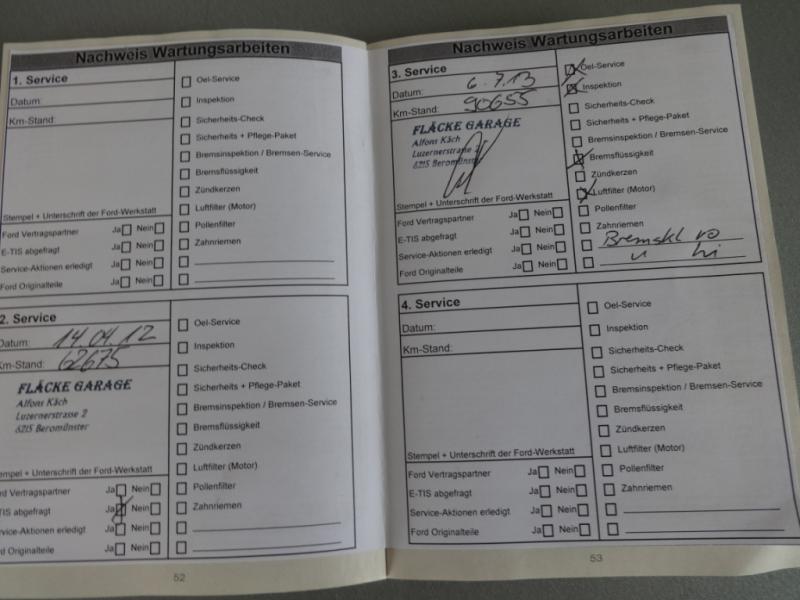 Nachweis Wartungsarbeiten
1. Service
Datum:
Km-Stand:
Stempel + Unterschrift der Ford-Werkstatt
Ford Vertragspartner Ja Nein
E-TIS abgefragt Ja Nein
Service-Aktionen erledigt Ja Nein
Ford Originalteile Ja Nein
Oel-Service
Inspektion
Sicherheits-Check
Sicherheits + Pflege-Paket
Bremsinspektion / Bremsen-Service
Bremsflüssigkeit
Zündkerzen
Luftfilter (Motor)
Pollenfilter
Zahnriemen
2. Service
Datum: 14.04.12
Km-Stand: 62675
FLÄCKE GARAGE
Alfons Käch
Luzernerstrasse 2
6215 Beromünster
empel + Unterschrift der Ford-Werkstatt
Ford Vertragspartner Ja Nein
TIS abgefragt Ja Nein
ervice-Aktionen erledigt Ja Nein
Ford Originalteile Ja Nein
Oel-Service
Inspektion
Sicherheits-Check
Sicherheits + Pflege-Paket
Bremsinspektion / Bremsen-Service
Bremsflüssigkeit
Zündkerzen
Luftfilter (Motor)
Pollenfilter
Zahnriemen
52
Nachweis Wartungsarbeiten
3. Service
Datum: 6.7.13
Km-Stand: 90655
FLÄCKE GARAGE
Alfons Käch
Luzernerstrasse 2
6215 Beromünster
Stempel + Unterschrift der Ford-Werkstatt
Ford Vertragspartner Ja Nein
E-TIS abgefragt Ja Nein
Service-Aktionen erledigt Ja Nein
Ford Originalteile Ja Nein
Oel-Service
Inspektion
Sicherheits-Check
Sicherheits + Pflege-Paket
Bremsinspektion / Bremsen-Service
Bremsflüssigkeit
Zündkerzen
Luftfilter (Motor)
Pollenfilter
Zahnriemen
Bremskl vo
" hi
4. Service
Datum:
Km-Stand:
Stempel + Unterschrift der Ford-Werkstatt
Ford Vertragspartner Ja Nein
E-TIS abgefragt Ja Nein
Service-Aktionen erledigt Ja Nein
Ford Originalteile Ja Nein
Oel-Service
Inspektion
Sicherheits-Check
Sicherheits + Pflege-Paket
Bremsinspektion / Bremsen-Service
Bremsflüssigkeit
Zündkerzen
Luftfilter (Motor)
Pollenfilter
Zahnriemen
53